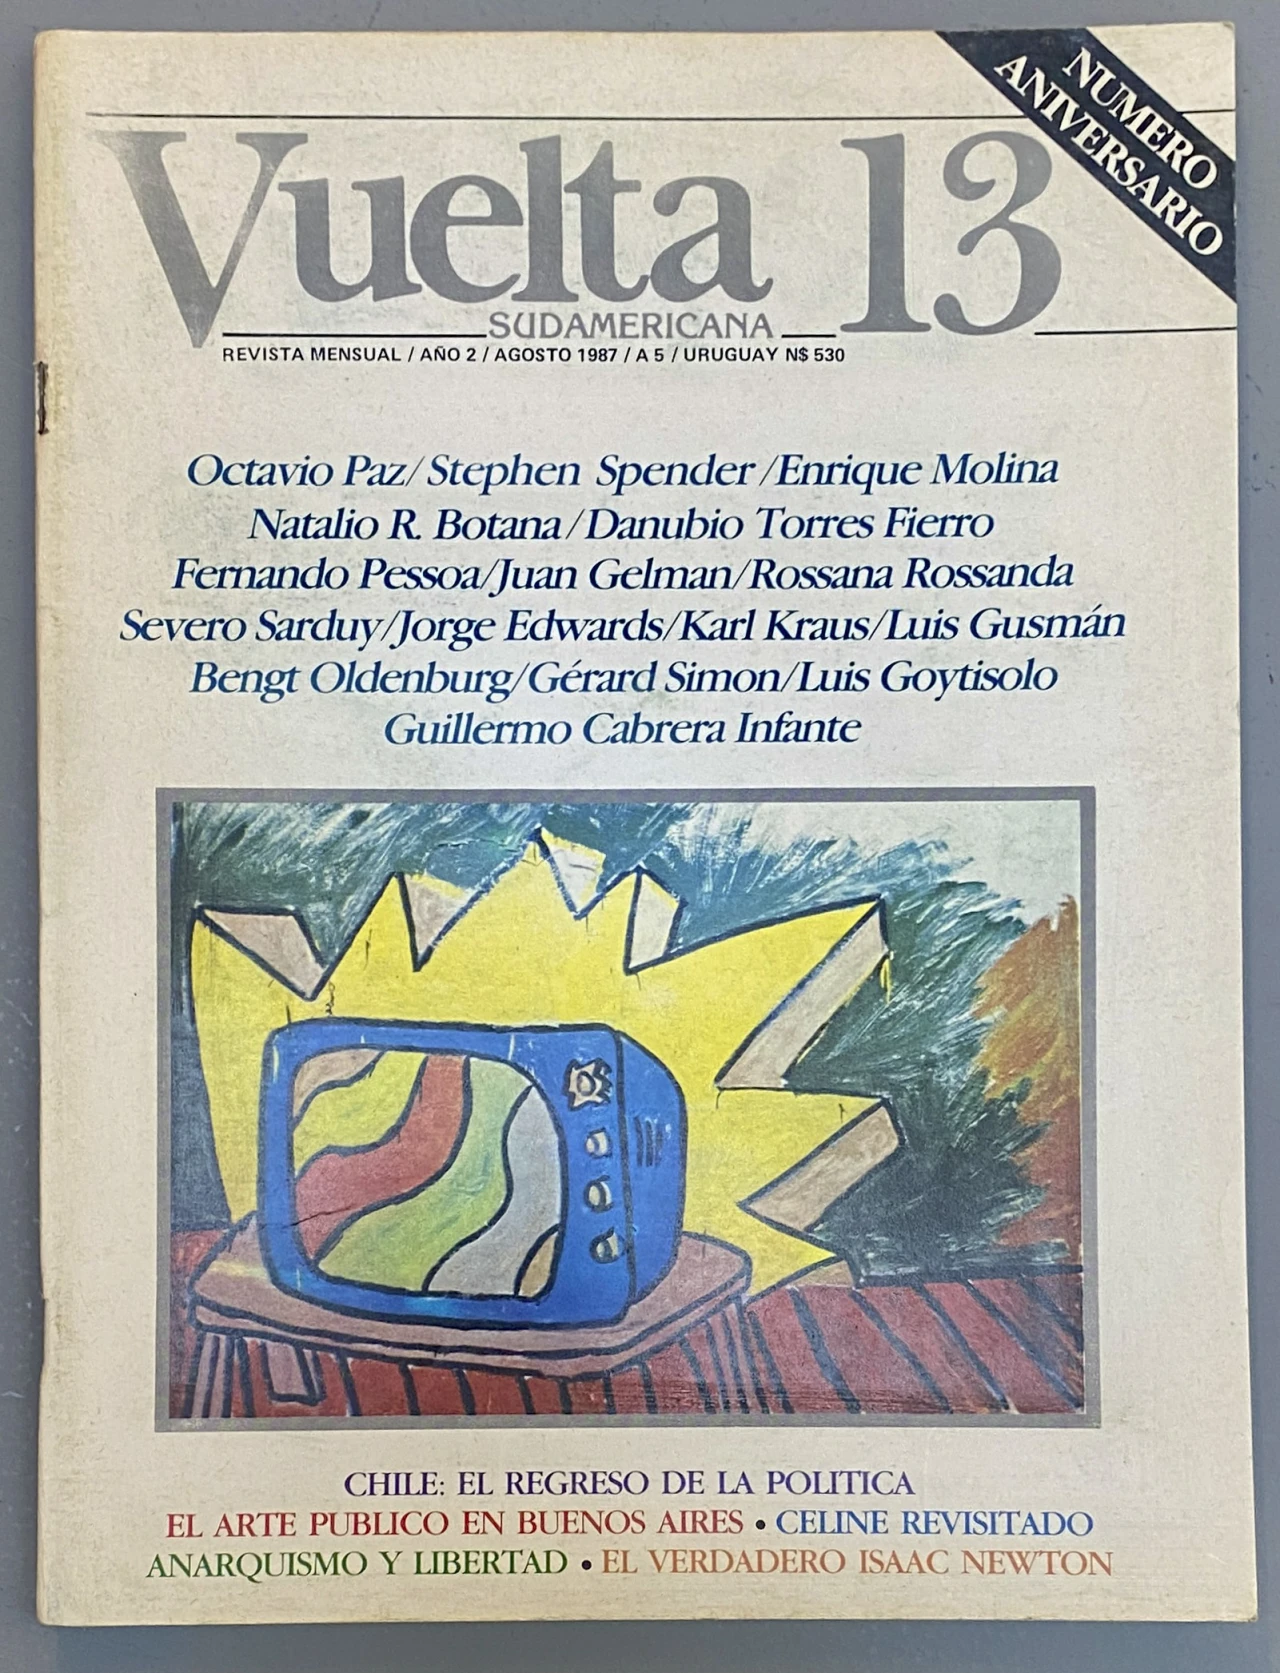 NUMERO
ANIVERSARIO
Vuelta 13
SUDAMERICANA
REVISTA MENSUAL / AÑO 2 / AGOSTO 1987 / A 5 / URUGUAY N$ 530
Octavio Paz/Stephen Spender/Enrique Molina
Natalio R. Botana/Danubio Torres Fierro
Fernando Pessoa/Juan Gelman/Rossana Rossanda
Severo Sarduy/Jorge Edwards/Karl Kraus/Luis Gusmán
Bengt Oldenburg/Gérard Simon/Luis Goytisolo
Guillermo Cabrera Infante
CHILE: EL REGRESO DE LA POLITICA
EL ARTE PUBLICO EN BUENOS AIRES • CELINE REVISITADO
ANARQUISMO Y LIBERTAD • EL VERDADERO ISAAC NEWTON